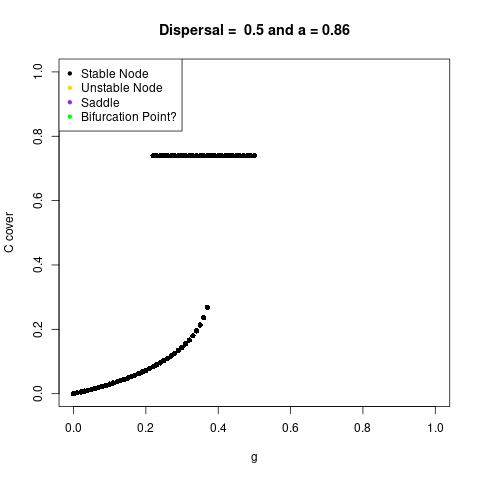 Dispersal =  0.5 and a = 0.86
Stable Node
Unstable Node
Saddle
Bifurcation Point?
C cover
1.0
0.8
0.6
0.4
0.2
0.0
0.0 0.2 0.4 0.6 0.8 1.0
g